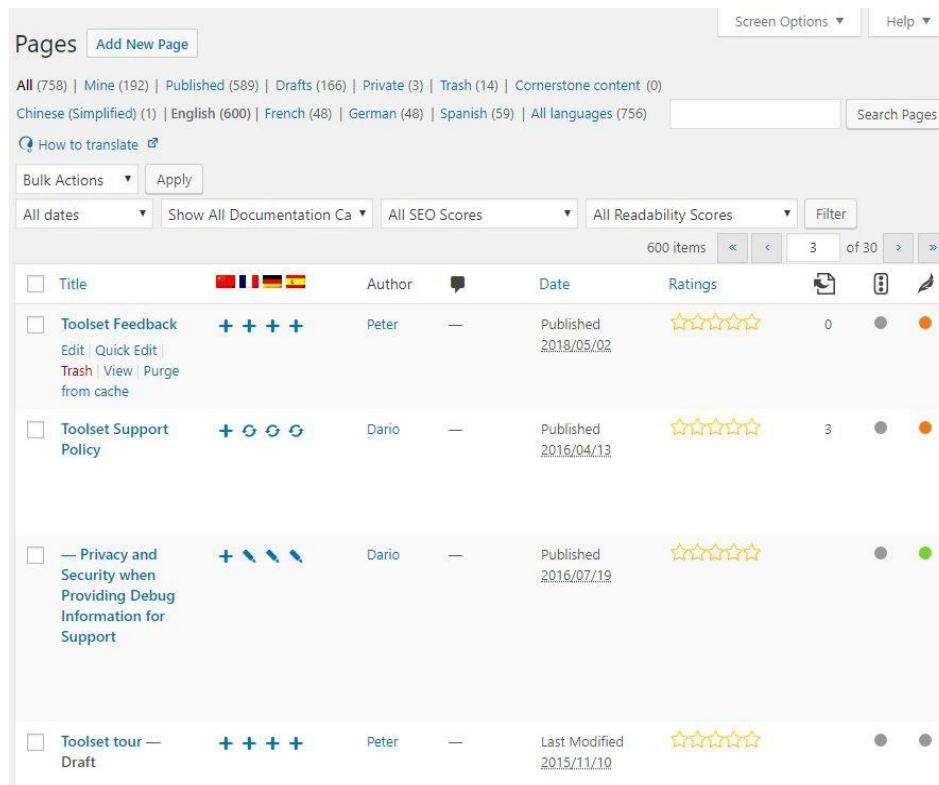 Screen Options ▼ Help ▼
Pages Add New Page
All (758) | Mine (192) | Published (589) | Drafts (166) | Private (3) | Trash (14) | Cornerstone content (0)
Chinese (Simplified) (1) | English (600) | French (48) | German (48) | Spanish (59) | All languages (756) Search Pages
How to translate
Bulk Actions ▼ Apply
All dates ▼ Show All Documentation Ca ▼ All SEO Scores ▼ All Readability Scores ▼ Filter
600 items « ‹ 3 of 30 › »
Title Author Date Ratings
Toolset Feedback Peter — Published 0
Edit | Quick Edit | 2018/05/02
Trash | View | Purge
from cache
Toolset Support Dario — Published 3
Policy 2016/04/13
— Privacy and Dario — Published
Security when 2016/07/19
Providing Debug
Information for
Support
Toolset tour — Peter — Last Modified
Draft 2015/11/10